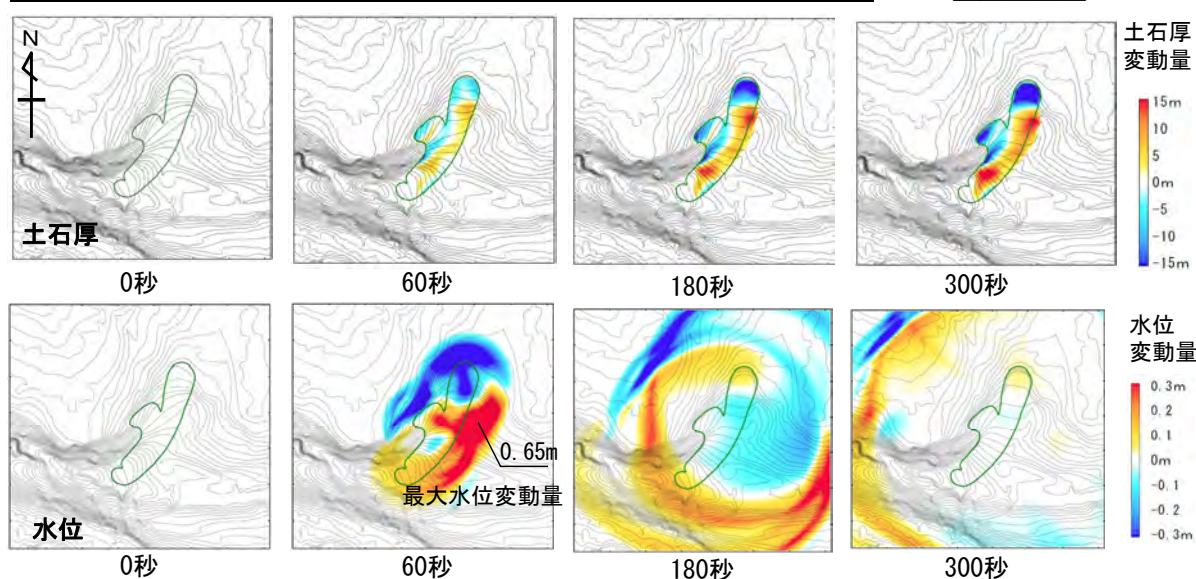 N
土石厚
0秒
60秒
180秒
300秒
土石厚
変動量
15m
10
5
0m
-5
-10
-15m
水位
0秒
0.65m
最大水位変動量
60秒
180秒
300秒
水位
変動量
0.3m
0.2
0.1
0m
-0.1
-0.2
-0.3m